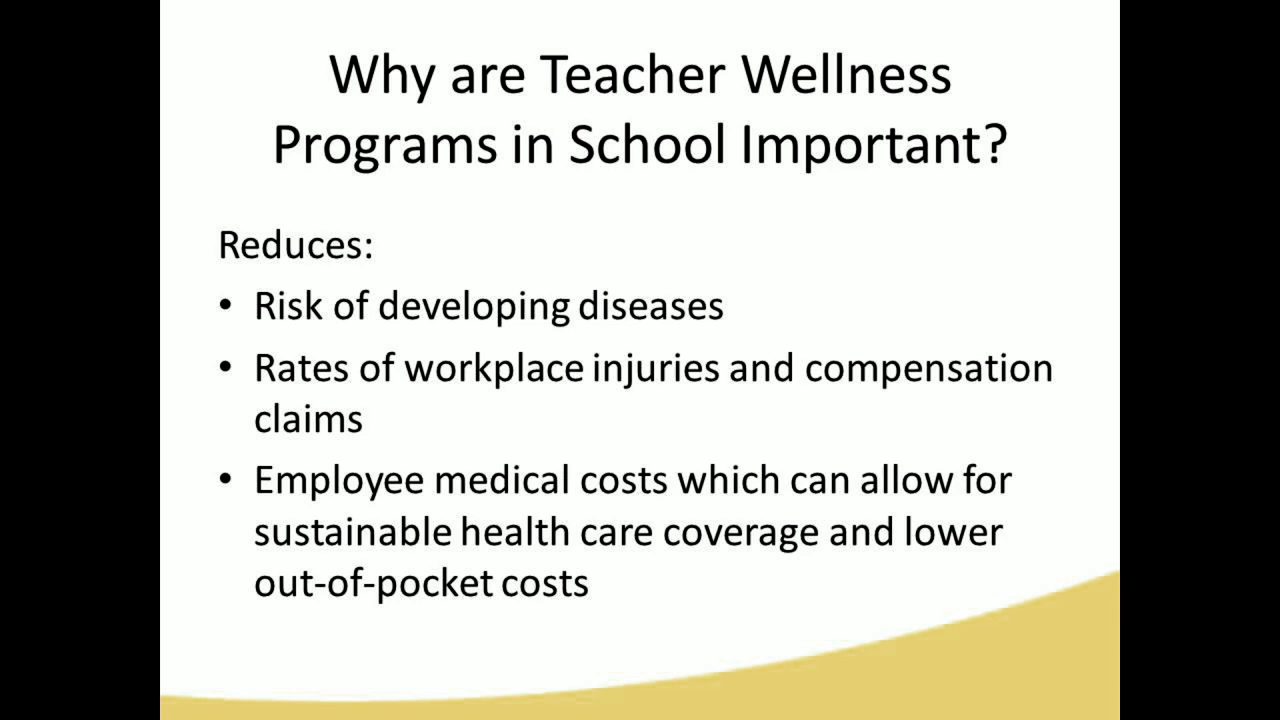 Why are Teacher Wellness
Programs in School Important?
Reduces:
• Risk of developing diseases
• Rates of workplace injuries and compensation
claims
• Employee medical costs which can allow for
sustainable health care coverage and lower
out-of-pocket costs